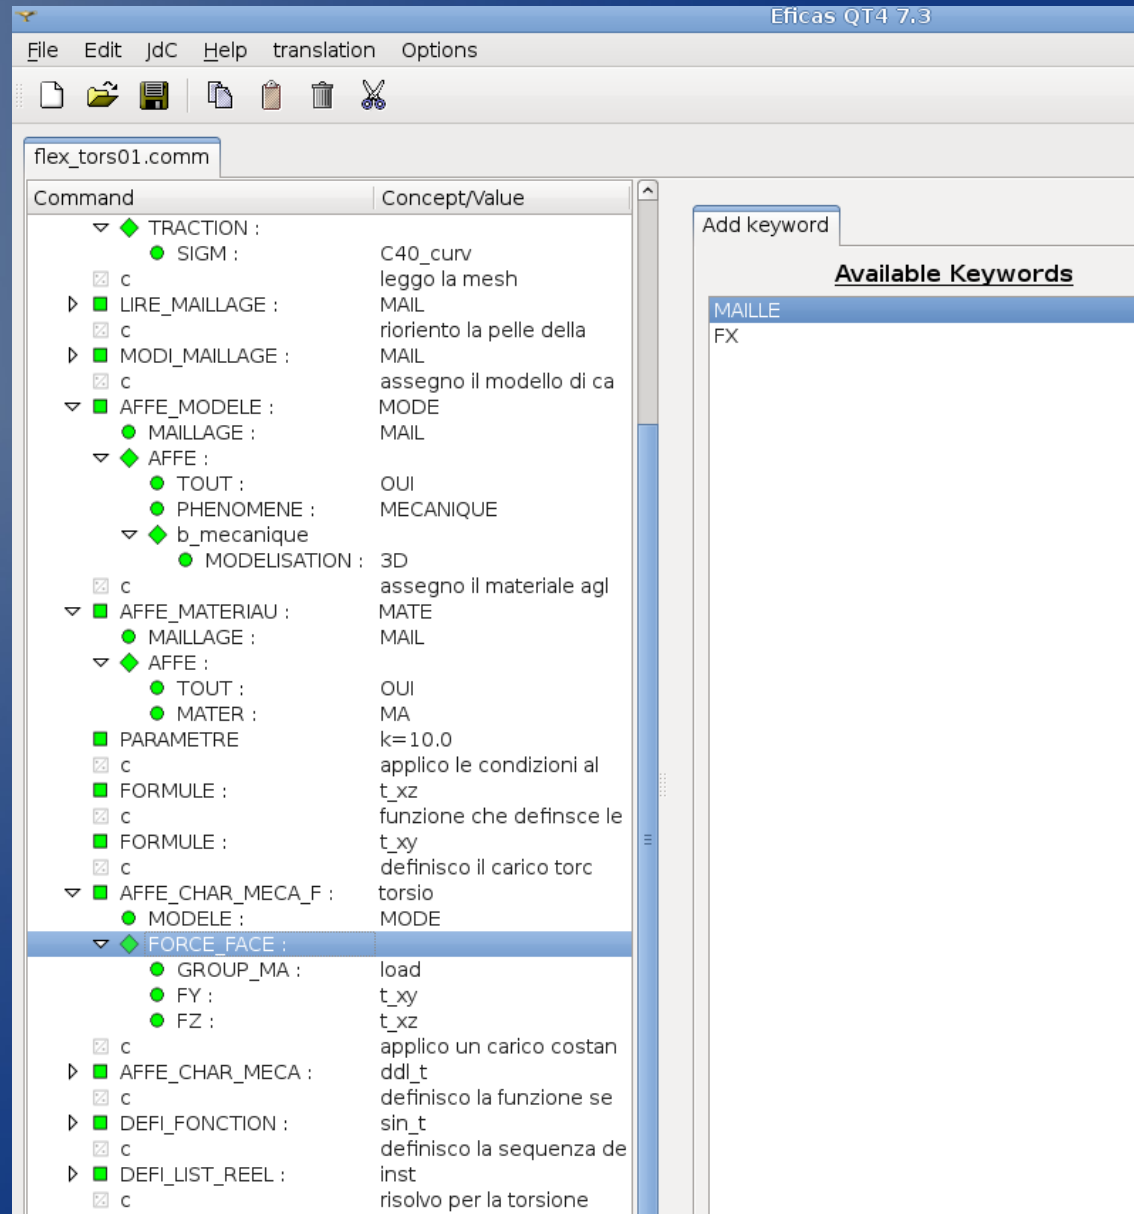 Eficas QT4 7.3
File Edit JdC Help translation Options
flex_tors01.comm
Command Concept/Value
TRACTION :
SIGM : C40_curv
c leggo la mesh
LIRE_MAILLAGE : MAIL
c rioriento la pelle della
MODI_MAILLAGE : MAIL
c assegno il modello di ca
AFFE_MODELE : MODE
MAILLAGE : MAIL
AFFE :
TOUT : OUI
PHENOMENE : MECANIQUE
b_mecanique
MODELISATION : 3D
c assegno il materiale agl
AFFE_MATERIAU : MATE
MAILLAGE : MAIL
AFFE :
TOUT : OUI
MATER : MA
PARAMETRE k=10.0
c applico le condizioni al
FORMULE : t_xz
c funzione che definsce le
FORMULE : t_xy
c definisco il carico torc
AFFE_CHAR_MECA_F : torsio
MODELE : MODE
FORCE_FACE :
GROUP_MA : load
FY : t_xy
FZ : t_xz
c applico un carico costan
AFFE_CHAR_MECA : ddl_t
c definisco la funzione se
DEFI_FONCTION : sin_t
c definisco la sequenza de
DEFI_LIST_REEL : inst
c risolvo per la torsione
Add keyword
Available Keywords
MAILLE
FX